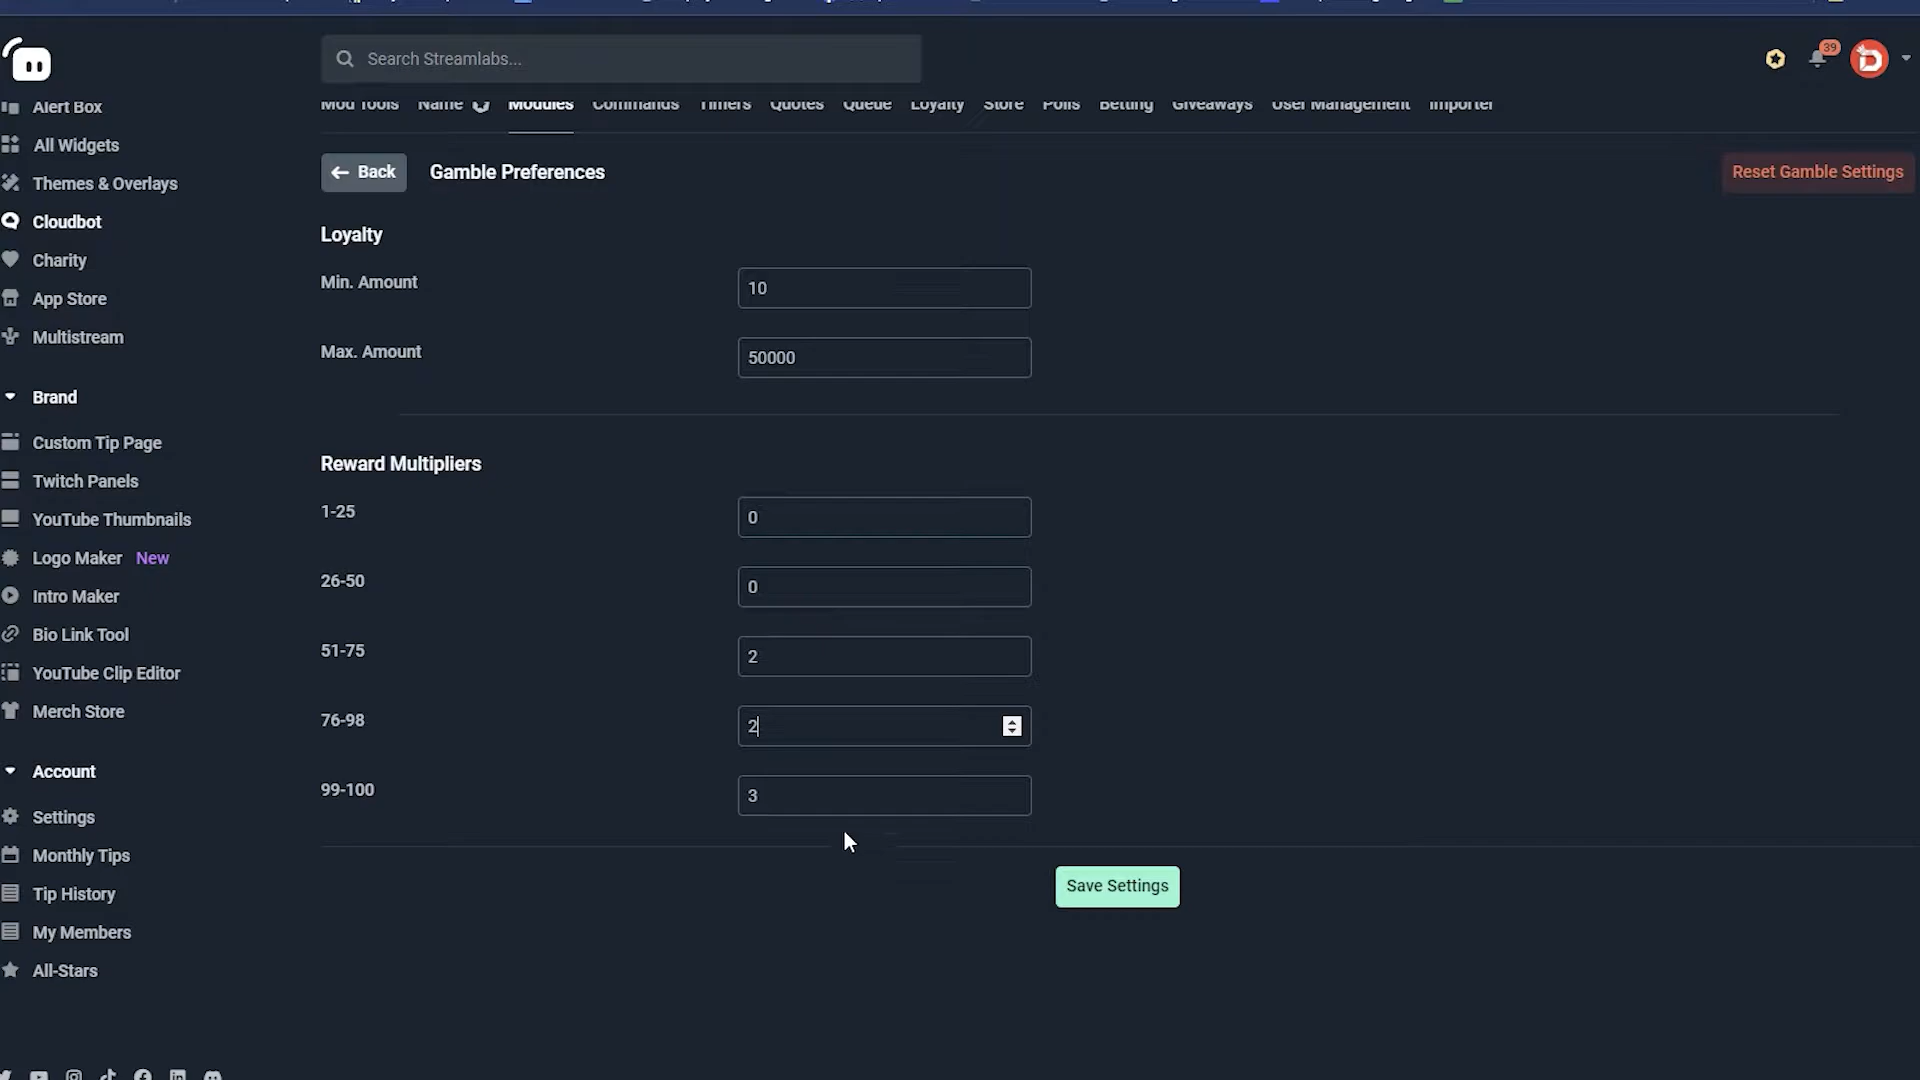 Search Streamlabs...
39
Mod Tools Name Modules Commands Timers Quotes Queue Loyalty Store Polls Betting Giveaways User Management Importer
Alert Box
All Widgets
Themes & Overlays
Cloudbot
Charity
App Store
Multistream
Brand
Custom Tip Page
Twitch Panels
YouTube Thumbnails
Logo Maker New
Intro Maker
Bio Link Tool
YouTube Clip Editor
Merch Store
Account
Settings
Monthly Tips
Tip History
My Members
All-Stars
Back
Gamble Preferences
Reset Gamble Settings
Loyalty
Min. Amount
10
Max. Amount
50000
Reward Multipliers
1-25
0
26-50
0
51-75
2
76-98
2
99-100
3
Save Settings